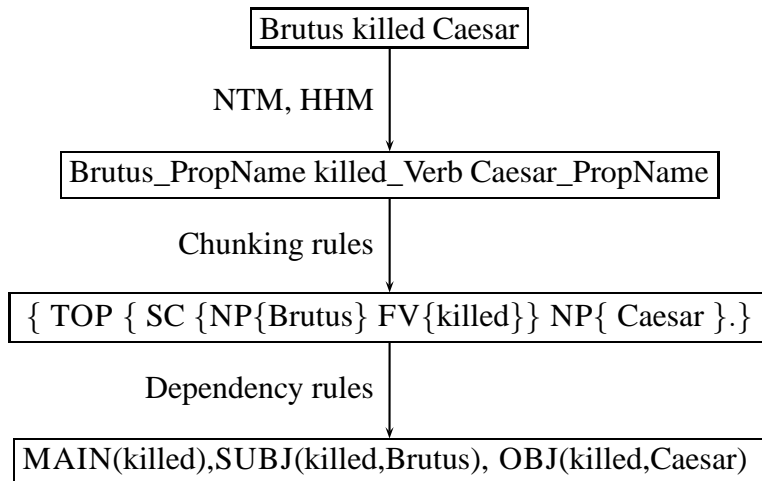 Brutus killed Caesar
NTM, HHM
Brutus_PropName killed_Verb Caesar_PropName
Chunking rules
{ TOP { SC {NP{Brutus} FV{killed}} NP{ Caesar }.}
Dependency rules
MAIN(killed),SUBJ(killed,Brutus), OBJ(killed,Caesar)